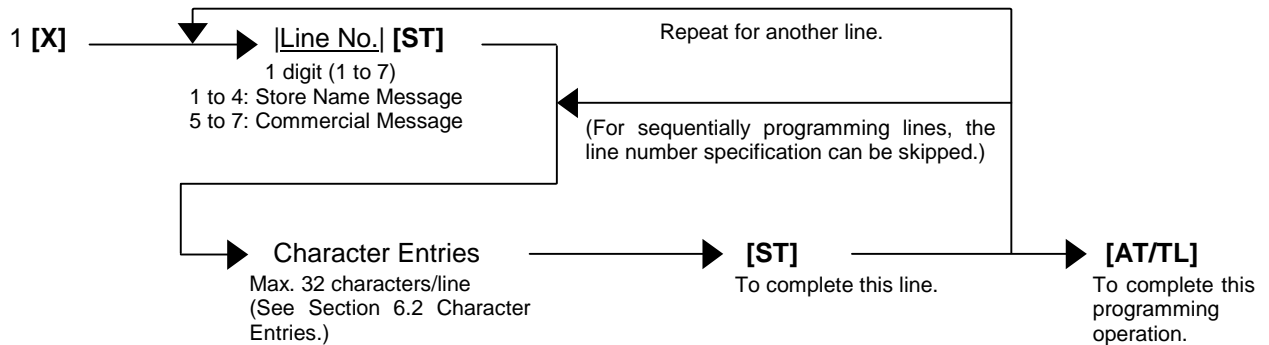 1 [X]
|Line No.| [ST]
1 digit (1 to 7)
1 to 4: Store Name Message
5 to 7: Commercial Message
Repeat for another line.
(For sequentially programming lines, the
line number specification can be skipped.)
Character Entries
Max. 32 characters/line
(See Section 6.2 Character
Entries.)
[ST]
To complete this line.
[AT/TL]
To complete this
programming
operation.